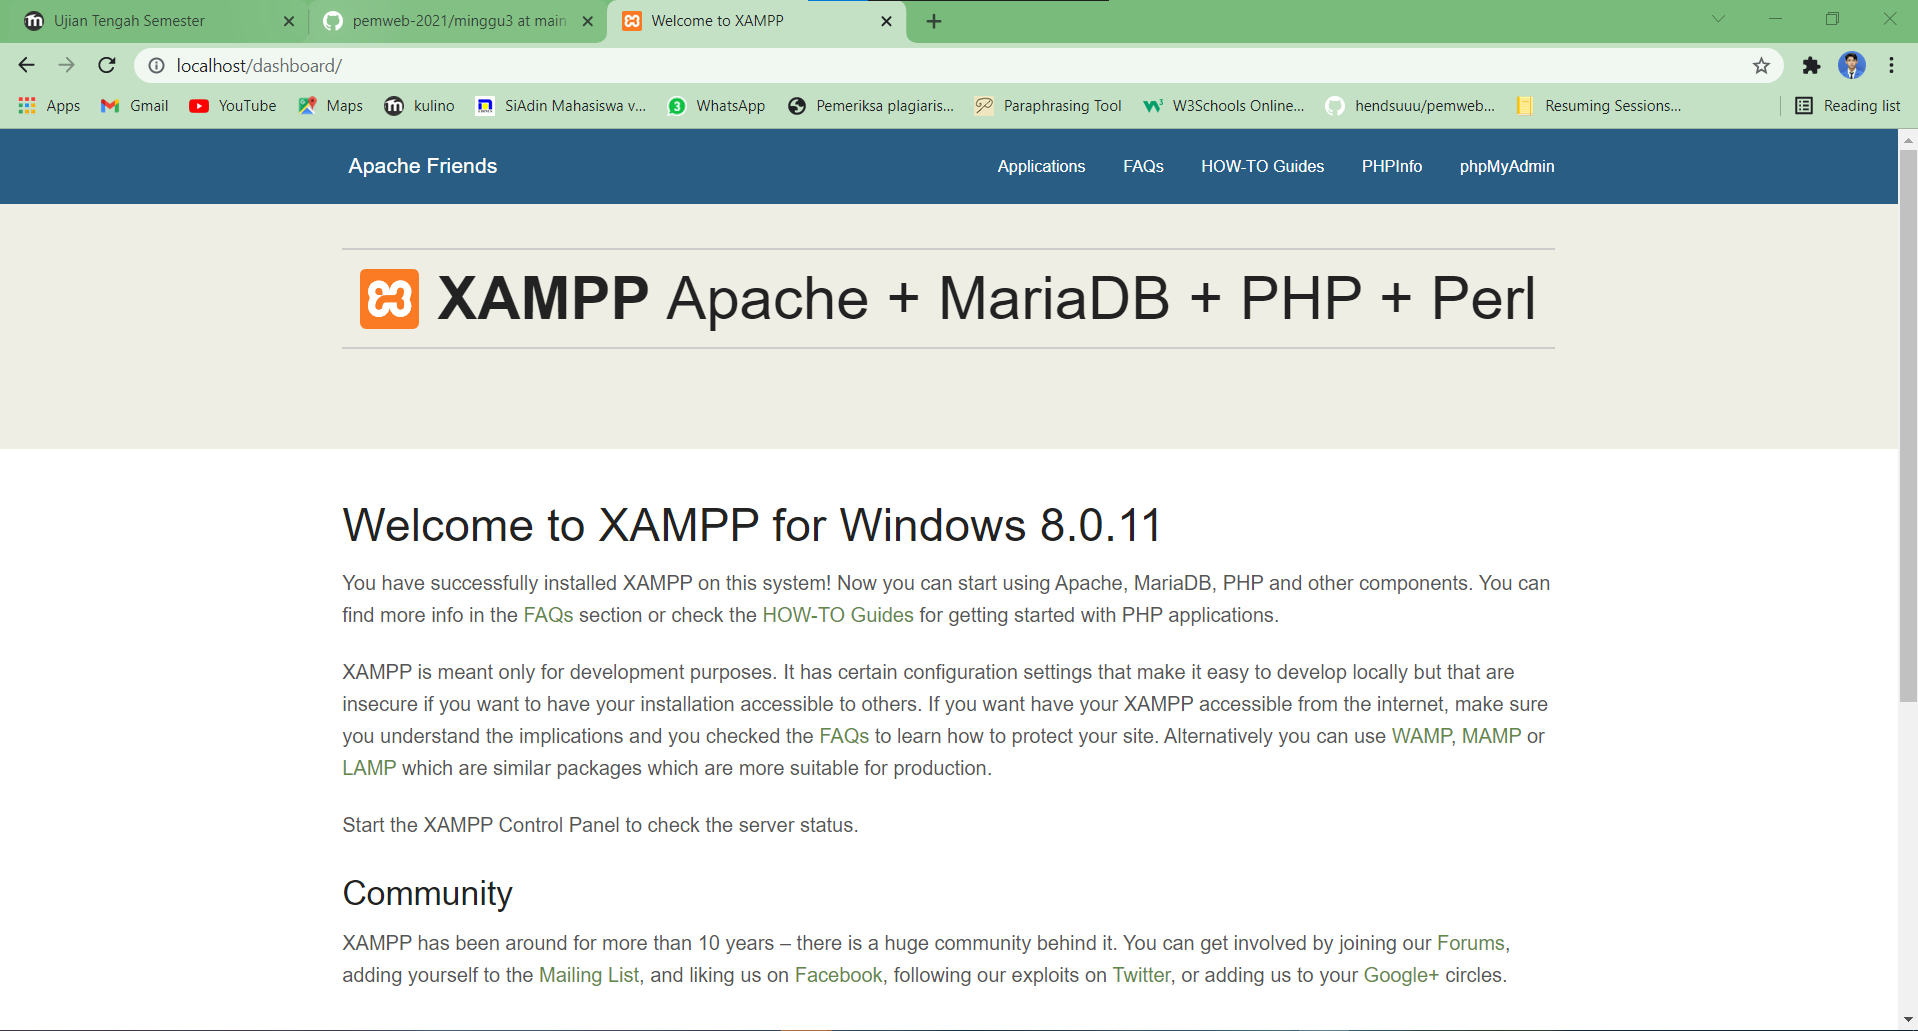 Ujian Tengah Semester
pemweb-2021/minggu3 at main
Welcome to XAMPP
localhost/dashboard/
Apps Gmail YouTube Maps kulino SiAdin Mahasiswa v... 3 WhatsApp Pemeriksa plagiaris... Paraphrasing Tool W3Schools Online... hendsuuu/pemweb... Resuming Sessions... Reading list
Apache Friends Applications FAQs HOW-TO Guides PHPInfo phpMyAdmin
XAMPP Apache + MariaDB + PHP + Perl
Welcome to XAMPP for Windows 8.0.11
You have successfully installed XAMPP on this system! Now you can start using Apache, MariaDB, PHP and other components. You can
find more info in the FAQs section or check the HOW-TO Guides for getting started with PHP applications.
XAMPP is meant only for development purposes. It has certain configuration settings that make it easy to develop locally but that are
insecure if you want to have your installation accessible to others. If you want have your XAMPP accessible from the internet, make sure
you understand the implications and you checked the FAQs to learn how to protect your site. Alternatively you can use WAMP, MAMP or
LAMP which are similar packages which are more suitable for production.
Start the XAMPP Control Panel to check the server status.
Community
XAMPP has been around for more than 10 years – there is a huge community behind it. You can get involved by joining our Forums,
adding yourself to the Mailing List, and liking us on Facebook, following our exploits on Twitter, or adding us to your Google+ circles.